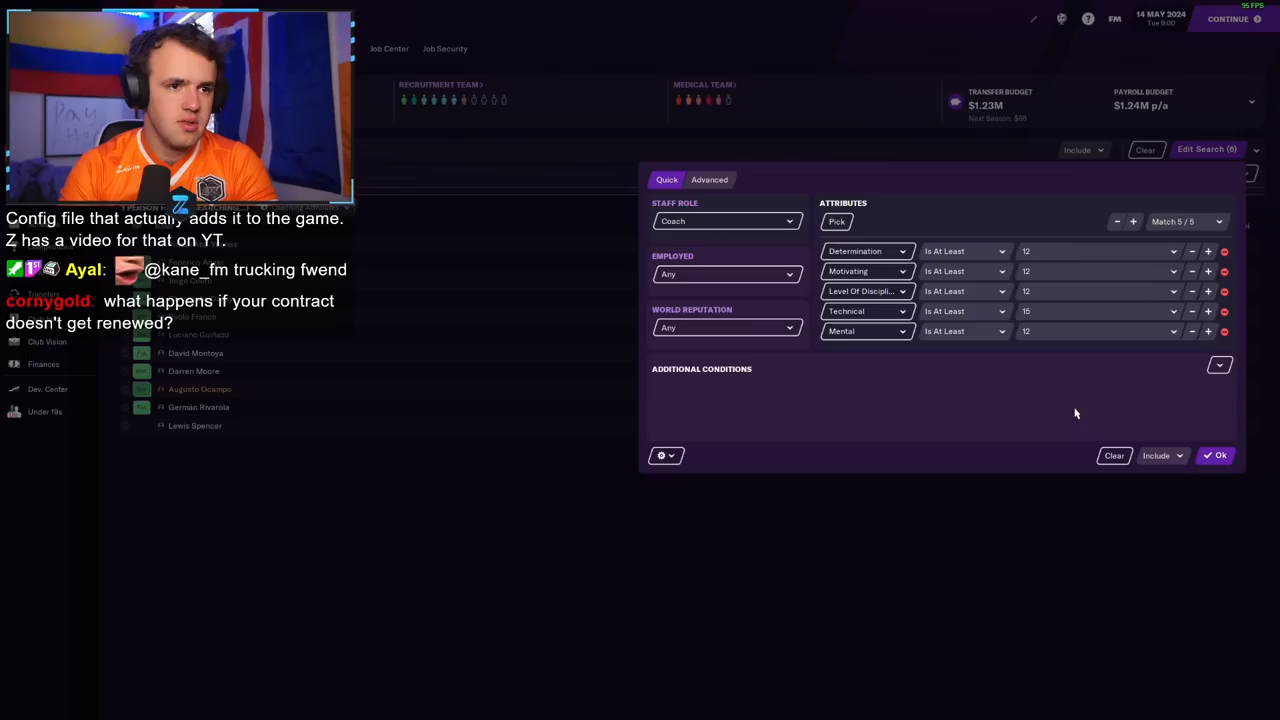 95 FPS
14 MAY 2024
Tue 9:00
FM
CONTINUE
Job Center
Job Security
RECRUITMENT TEAM
MEDICAL TEAM
TRANSFER BUDGET
$1.23M
Next Season: $66
PAYROLL BUDGET
$1.24M p/a
Include
Clear
Edit Search (6)
Quick
Advanced
STAFF ROLE
Coach
EMPLOYED
Any
WORLD REPUTATION
Any
ATTRIBUTES
Pick
Match 5 / 5
Determination Is At Least 12
Motivating Is At Least 12
Level Of Discipli... Is At Least 12
Technical Is At Least 15
Mental Is At Least 12
ADDITIONAL CONDITIONS
Clear
Include
Ok
Config file that actually adds it to the game.
Z has a video for that on YT.
Ayal: @kane_fm trucking fwend
cornygold: what happens if your contract
doesn't get renewed?
Club Vision
Finances
Dev. Center
Under 19s
Luciano Guiñazú
David Montoya
Darren Moore
Augusto Ocampo
Germán Rivarola
Lewis Spencer